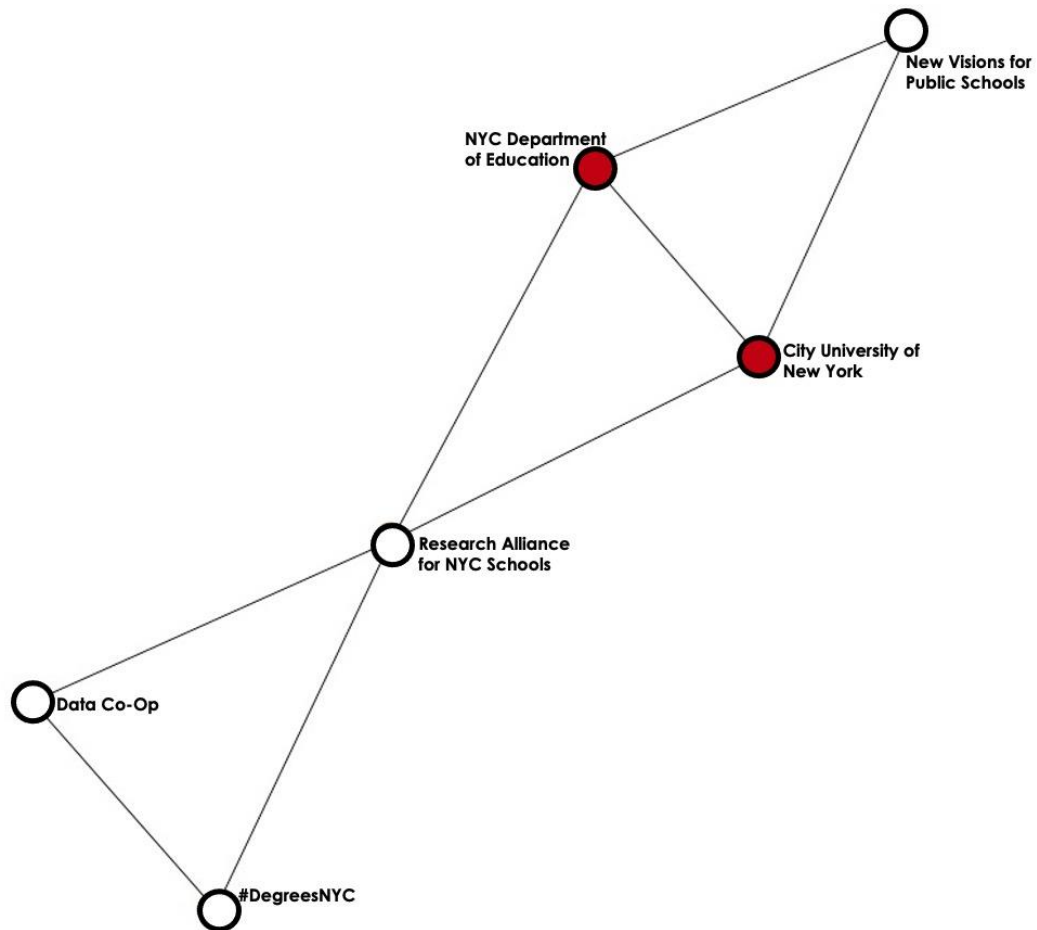 New Visions for
Public Schools
NYC Department
of Education
City University of
New York
Research Alliance
for NYC Schools
Data Co-Op
#DegreesNYC